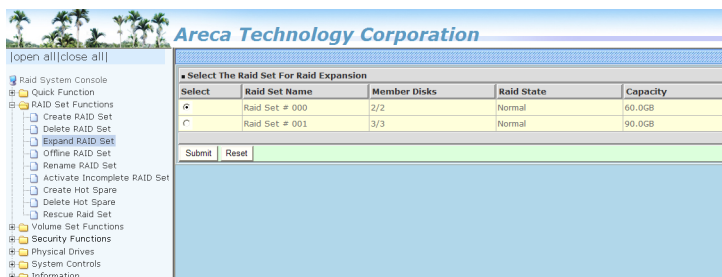 Areca Technology Corporation
|open all|close all|
Raid System Console
Quick Function
RAID Set Functions
Create RAID Set
Delete RAID Set
Expand RAID Set
Offline RAID Set
Rename RAID Set
Activate Incomplete RAID Set
Create Hot Spare
Delete Hot Spare
Rescue Raid Set
Volume Set Functions
Security Functions
Physical Drives
System Controls
Information
Select The Raid Set For Raid Expansion
Select Raid Set Name Member Disks Raid State Capacity
Raid Set # 000 2/2 Normal 60.0GB
Raid Set # 001 3/3 Normal 90.0GB
Submit Reset